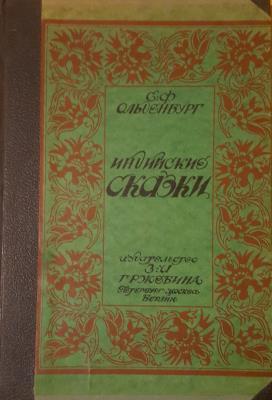 С.Ф
ОЛЬДЕНБУРГ
ИНДИЙСКИЕ
СКАЗКИ
ИЗДАТЕЛЬСТВО
З.И
ГРЖЕБИНА
ПЕТЕРБУРГ МОСКВА
БЕРЛИН